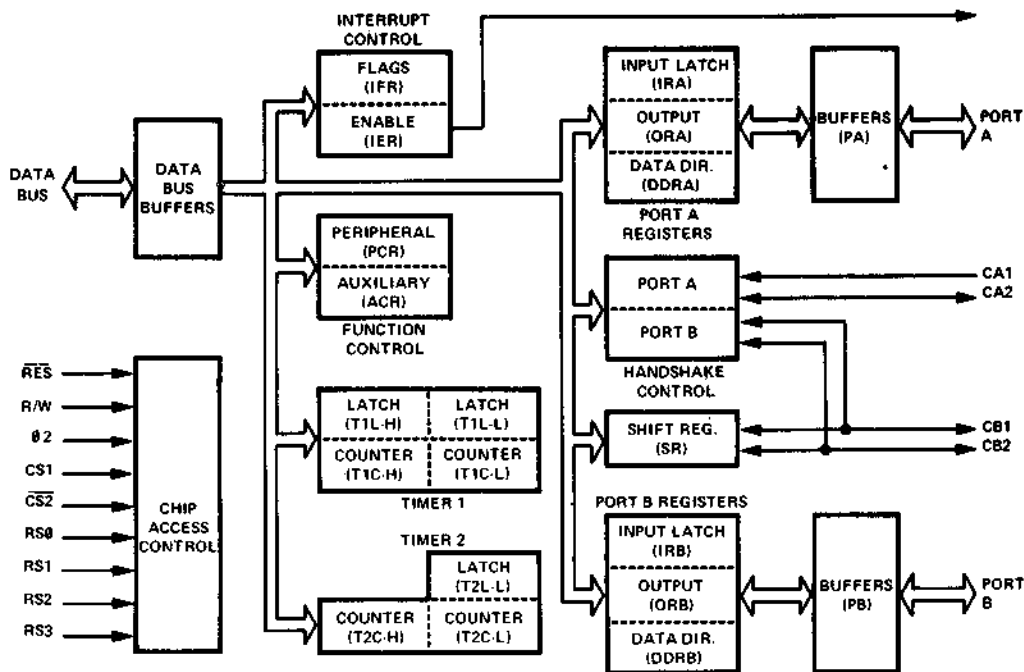 INTERRUPT
CONTROL
FLAGS
(IFR)
ENABLE
(IER)
DATA
BUS
DATA
BUS
BUFFERS
PERIPHERAL
(PCR)
AUXILIARY
(ACR)
FUNCTION
CONTROL
INPUT LATCH
(IRA)
OUTPUT
(ORA)
DATA DIR.
(DDRA)
PORT A
REGISTERS
BUFFERS
(PA)
PORT
A
PORT A
PORT B
HANDSHAKE
CONTROL
CA1
CA2
SHIFT REG.
(SR)
CB1
CB2
R̅E̅S̅
R/W
Ø2
CS1
C̅S̅2̅
RSØ
RS1
RS2
RS3
CHIP
ACCESS
CONTROL
LATCH
(T1L-H)
LATCH
(T1L-L)
COUNTER
(T1C-H)
COUNTER
(T1C-L)
TIMER 1
TIMER 2
LATCH
(T2L-L)
COUNTER
(T2C-H)
COUNTER
(T2C-L)
PORT B REGISTERS
INPUT LATCH
(IRB)
OUTPUT
(ORB)
DATA DIR.
(DDRB)
BUFFERS
(PB)
PORT
B